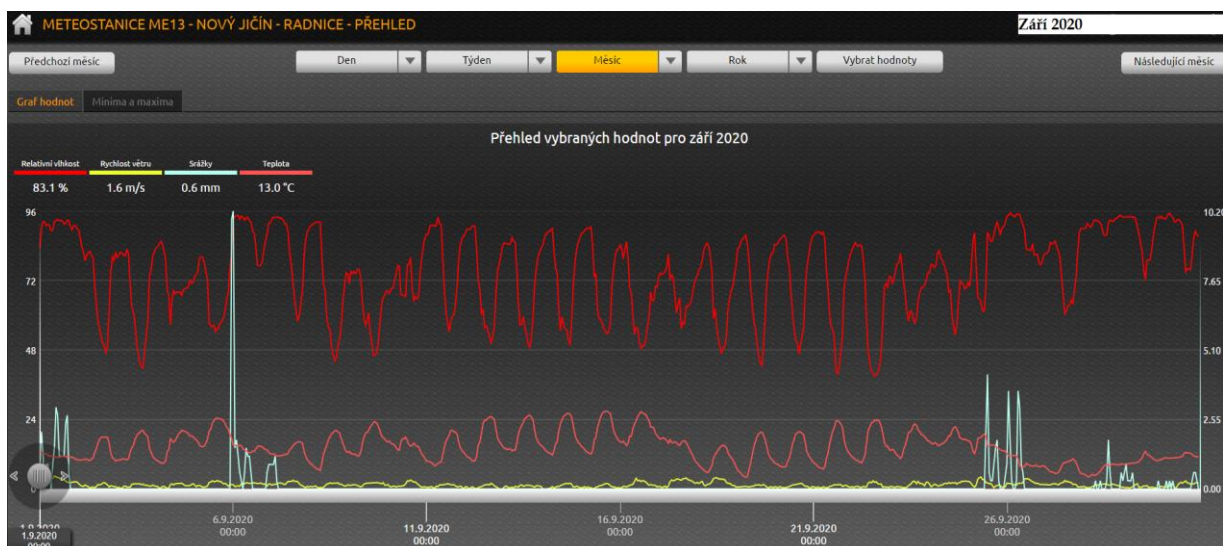 METEOSTANICE ME13 - NOVÝ JIČÍN - RADNICE - PŘEHLED
Září 2020
Předchozí měsíc
Den
Týden
Měsíc
Rok
Vybrat hodnoty
Následující měsíc
Graf hodnot
Minima a maxima
Přehled vybraných hodnot pro září 2020
Relativní vlhkost Rychlost větru Srážky Teplota
83.1 % 1.6 m/s 0.6 mm 13.0 °C
96 10.20
72 7.65
48 5.10
24 2.55
0 0.00
1.9.2020
00:00
6.9.2020
00:00
11.9.2020
00:00
16.9.2020
00:00
21.9.2020
00:00
26.9.2020
00:00